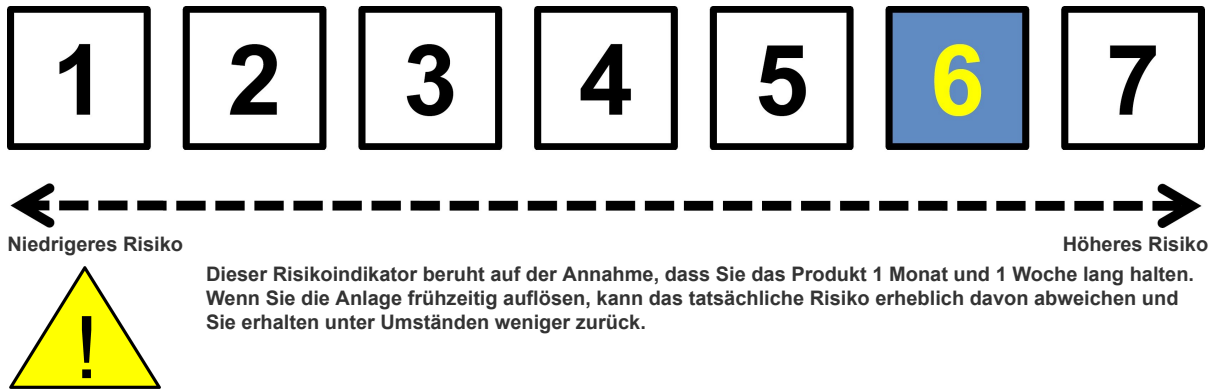 1 2 3 4 5 6 7
Niedrigeres Risiko Höheres Risiko
Dieser Risikoindikator beruht auf der Annahme, dass Sie das Produkt 1 Monat und 1 Woche lang halten.
Wenn Sie die Anlage frühzeitig auflösen, kann das tatsächliche Risiko erheblich davon abweichen und
Sie erhalten unter Umständen weniger zurück.
!